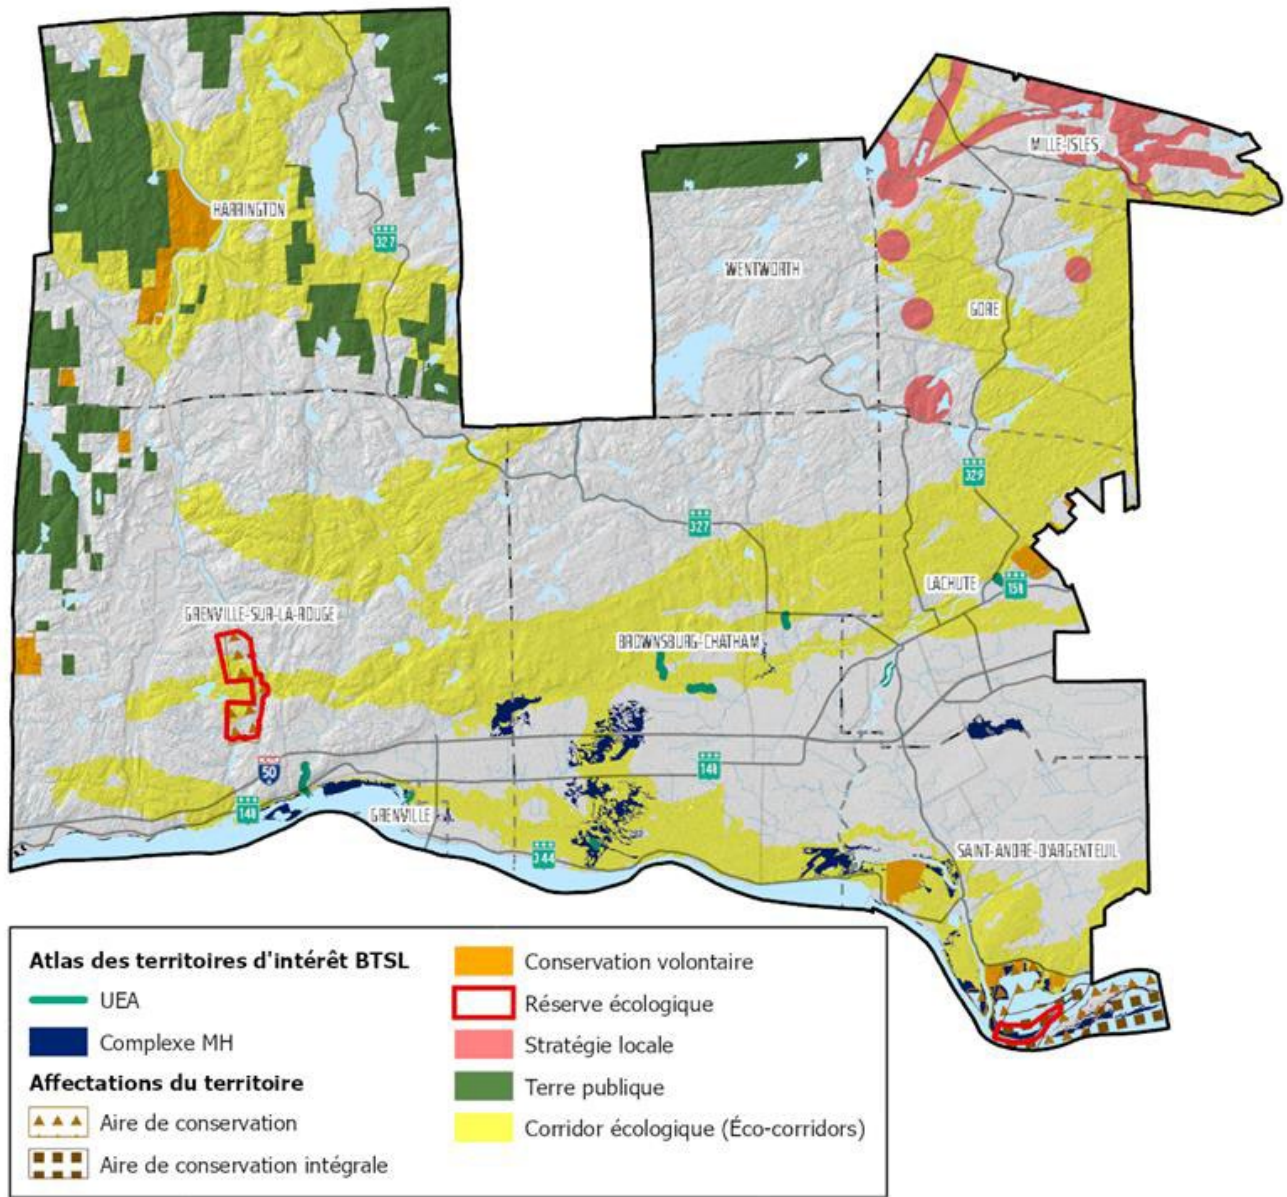 MILLE-ISLES
HARRINGTON
327
WENTWORTH
GORE
329
327
LACHUTE
158
GRENVILLE-SUR-LA-ROUGE
BROWNSBURG-CHATHAM
50
148
148
GRENVILLE
344
SAINT-ANDRÉ-D'ARGENTEUIL
Atlas des territoires d'intérêt BTSL
UEA
Complexe MH
Affectations du territoire
Aire de conservation
Aire de conservation intégrale
Conservation volontaire
Réserve écologique
Stratégie locale
Terre publique
Corridor écologique (Éco-corridors)